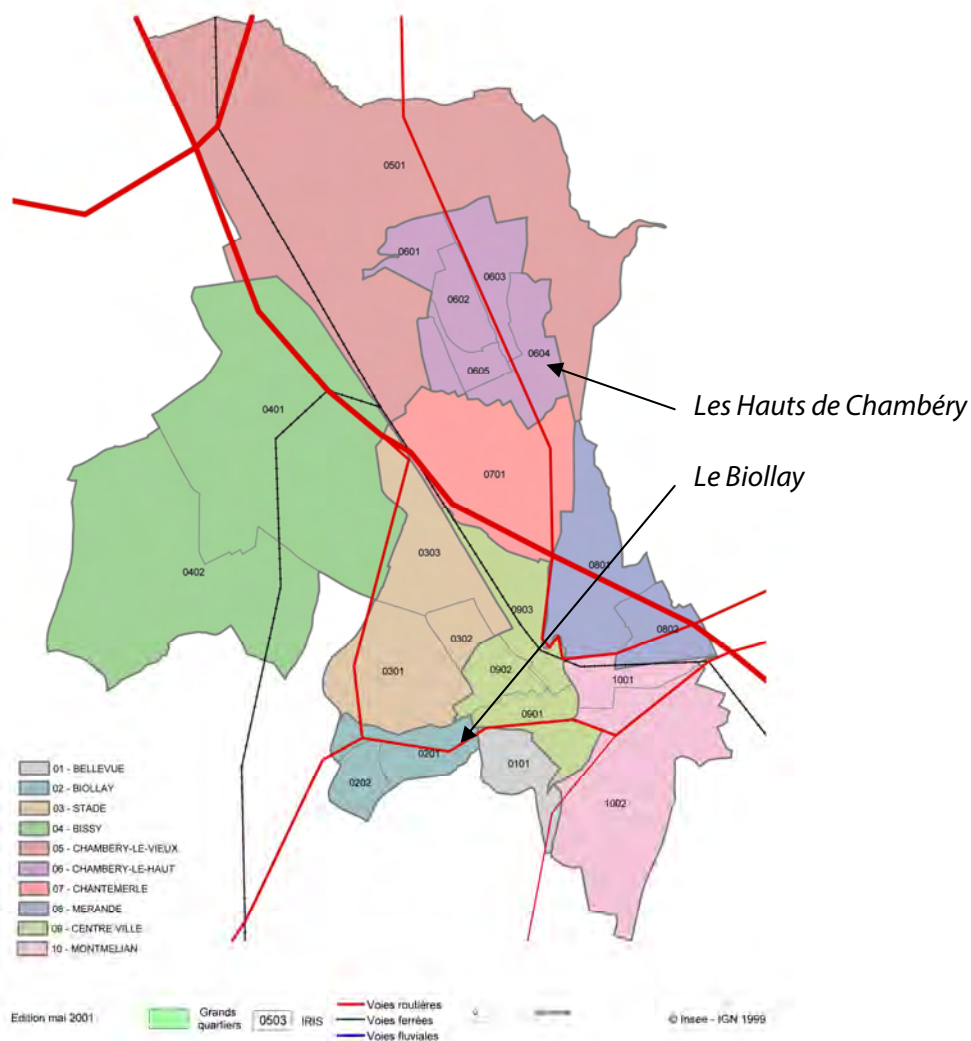 0501
0601
0603
0602
0604
0605
Les Hauts de Chambéry
0401
0701
Le Biollay
0303
0801
0402
0903
0802
0302
0902
0301
1001
0901
0201
0101
0202
1002
01 - BELLEVUE
02 - BIOLLAY
03 - STADE
04 - BISSY
05 - CHAMBERY-LE-VIEUX
06 - CHAMBERY-LE-HAUT
07 - CHANTEMERLE
08 - MERANDE
09 - CENTRE VILLE
10 - MONTMELIAN
Edition mai 2001
Grands quartiers
0503 IRIS
Voies routières
Voies ferrées
Voies fluviales
© Insee - IGN 1999